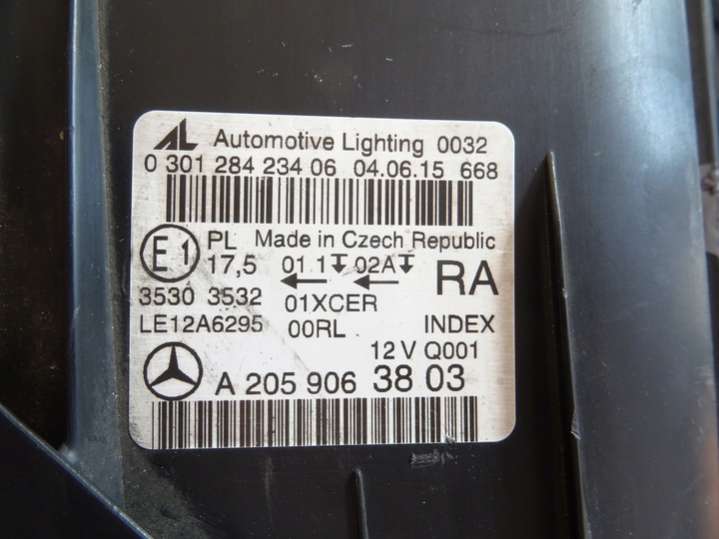 AL Automotive Lighting 0032
0 301 284 234 06 04.06.15 668
E1 PL Made in Czech Republic
17,5 01 1 02A RA
3530 3532 01XCER
LE12A6295 00RL INDEX
12 V Q001
A 205 906 38 03